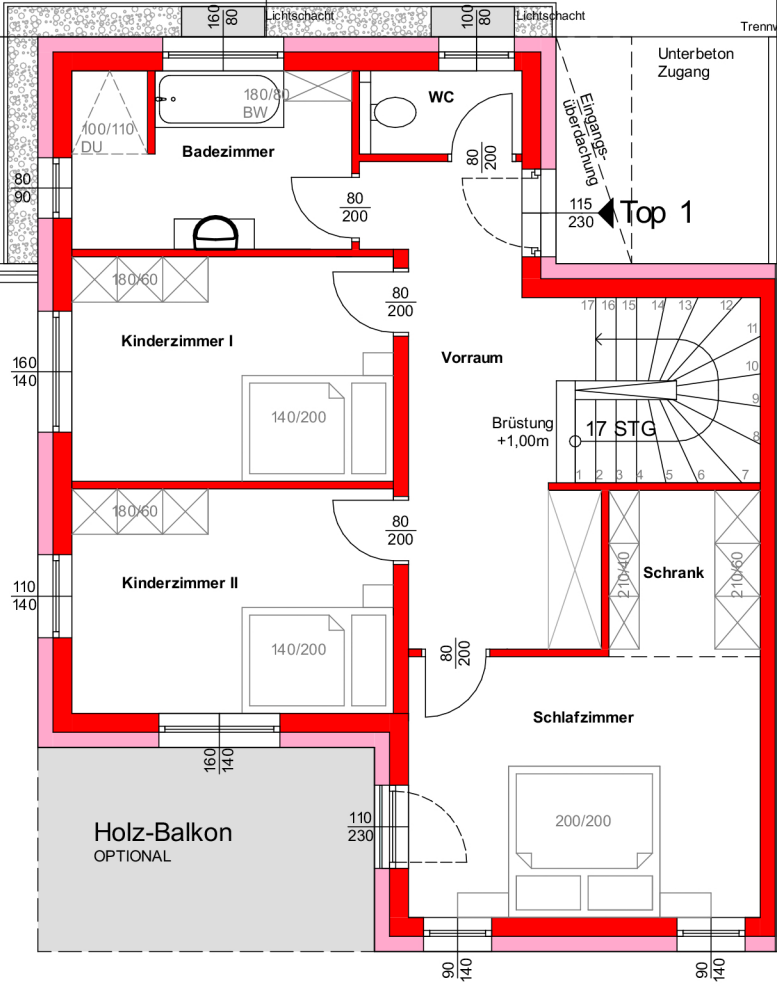 160
80
Lichtschacht
100
80
Lichtschacht
Trennw
Unterbeton
Zugang
Eingangs-
überdachung
180/80
BW
WC
100/110
DU
Badezimmer
80
200
80
90
80
200
115
230
Top 1
180/60
80
200
Kinderzimmer I
Vorraum
160
140
140/200
17 16 15 14 13 12
11
10
9
8
7
6
5
4
3
2
1
Brüstung
+1,00m
17 STG
180/60
80
200
Kinderzimmer II
110
140
140/200
210/40
Schrank
210/60
80
200
Schlafzimmer
160
140
Holz-Balkon
OPTIONAL
110
230
200/200
90
140
90
140